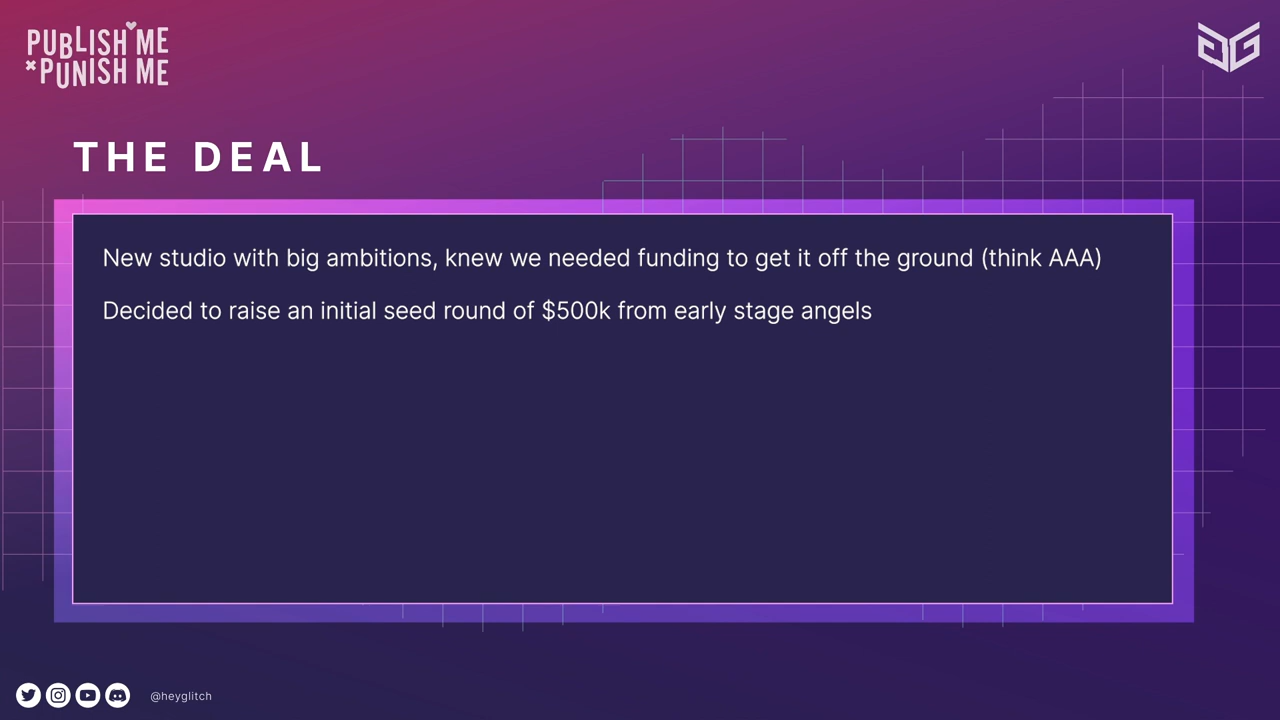 PUBLISH ME
PUNISH ME
THE DEAL
New studio with big ambitions, knew we needed funding to get it off the ground (think AAA)
Decided to raise an initial seed round of $500k from early stage angels
@heyglitch